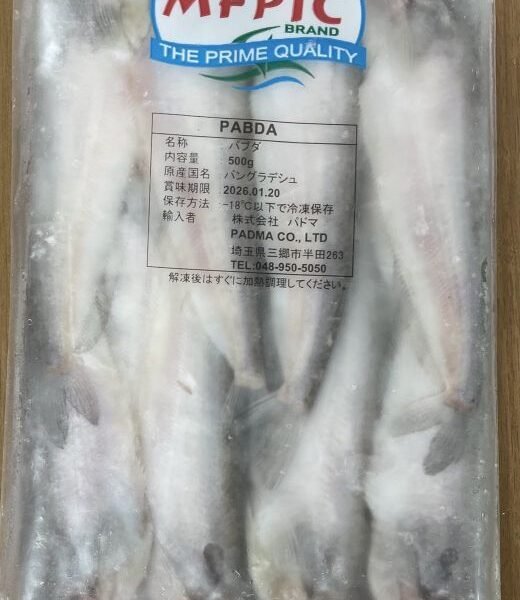 MFPIC
BRAND
THE PRIME QUALITY
PABDA
名称 パブダ
内容量 500g
原産国名 バングラデシュ
賞味期限 2026.01.20
保存方法 -18℃以下で冷凍保存
輸入者 株式会社 パドマ
PADMA CO., LTD
埼玉県三郷市半田263
TEL:048-950-5050
解凍後はすぐに加熱調理してください。